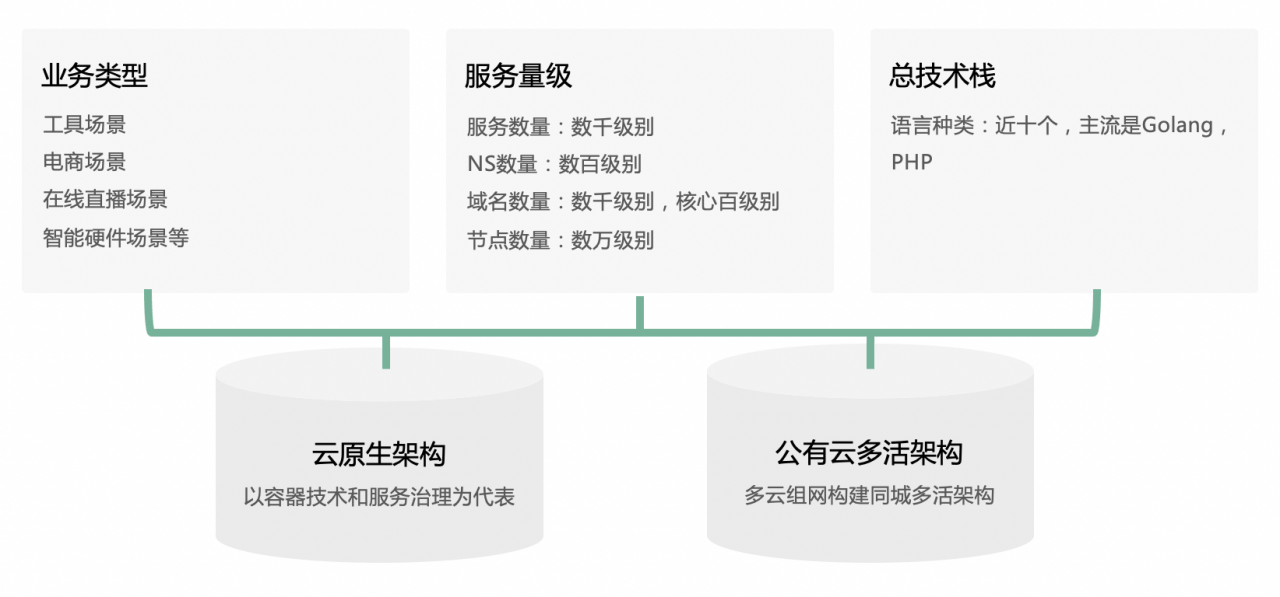 业务类型
工具场景
电商场景
在线直播场景
智能硬件场景等
服务量级
服务数量：数千级别
NS数量：数百级别
域名数量：数千级别，核心百级别
节点数量：数万级别
总技术栈
语言种类：近十个，主流是Golang，
PHP
云原生架构
以容器技术和服务治理为代表
公有云多活架构
多云组网构建同城多活架构